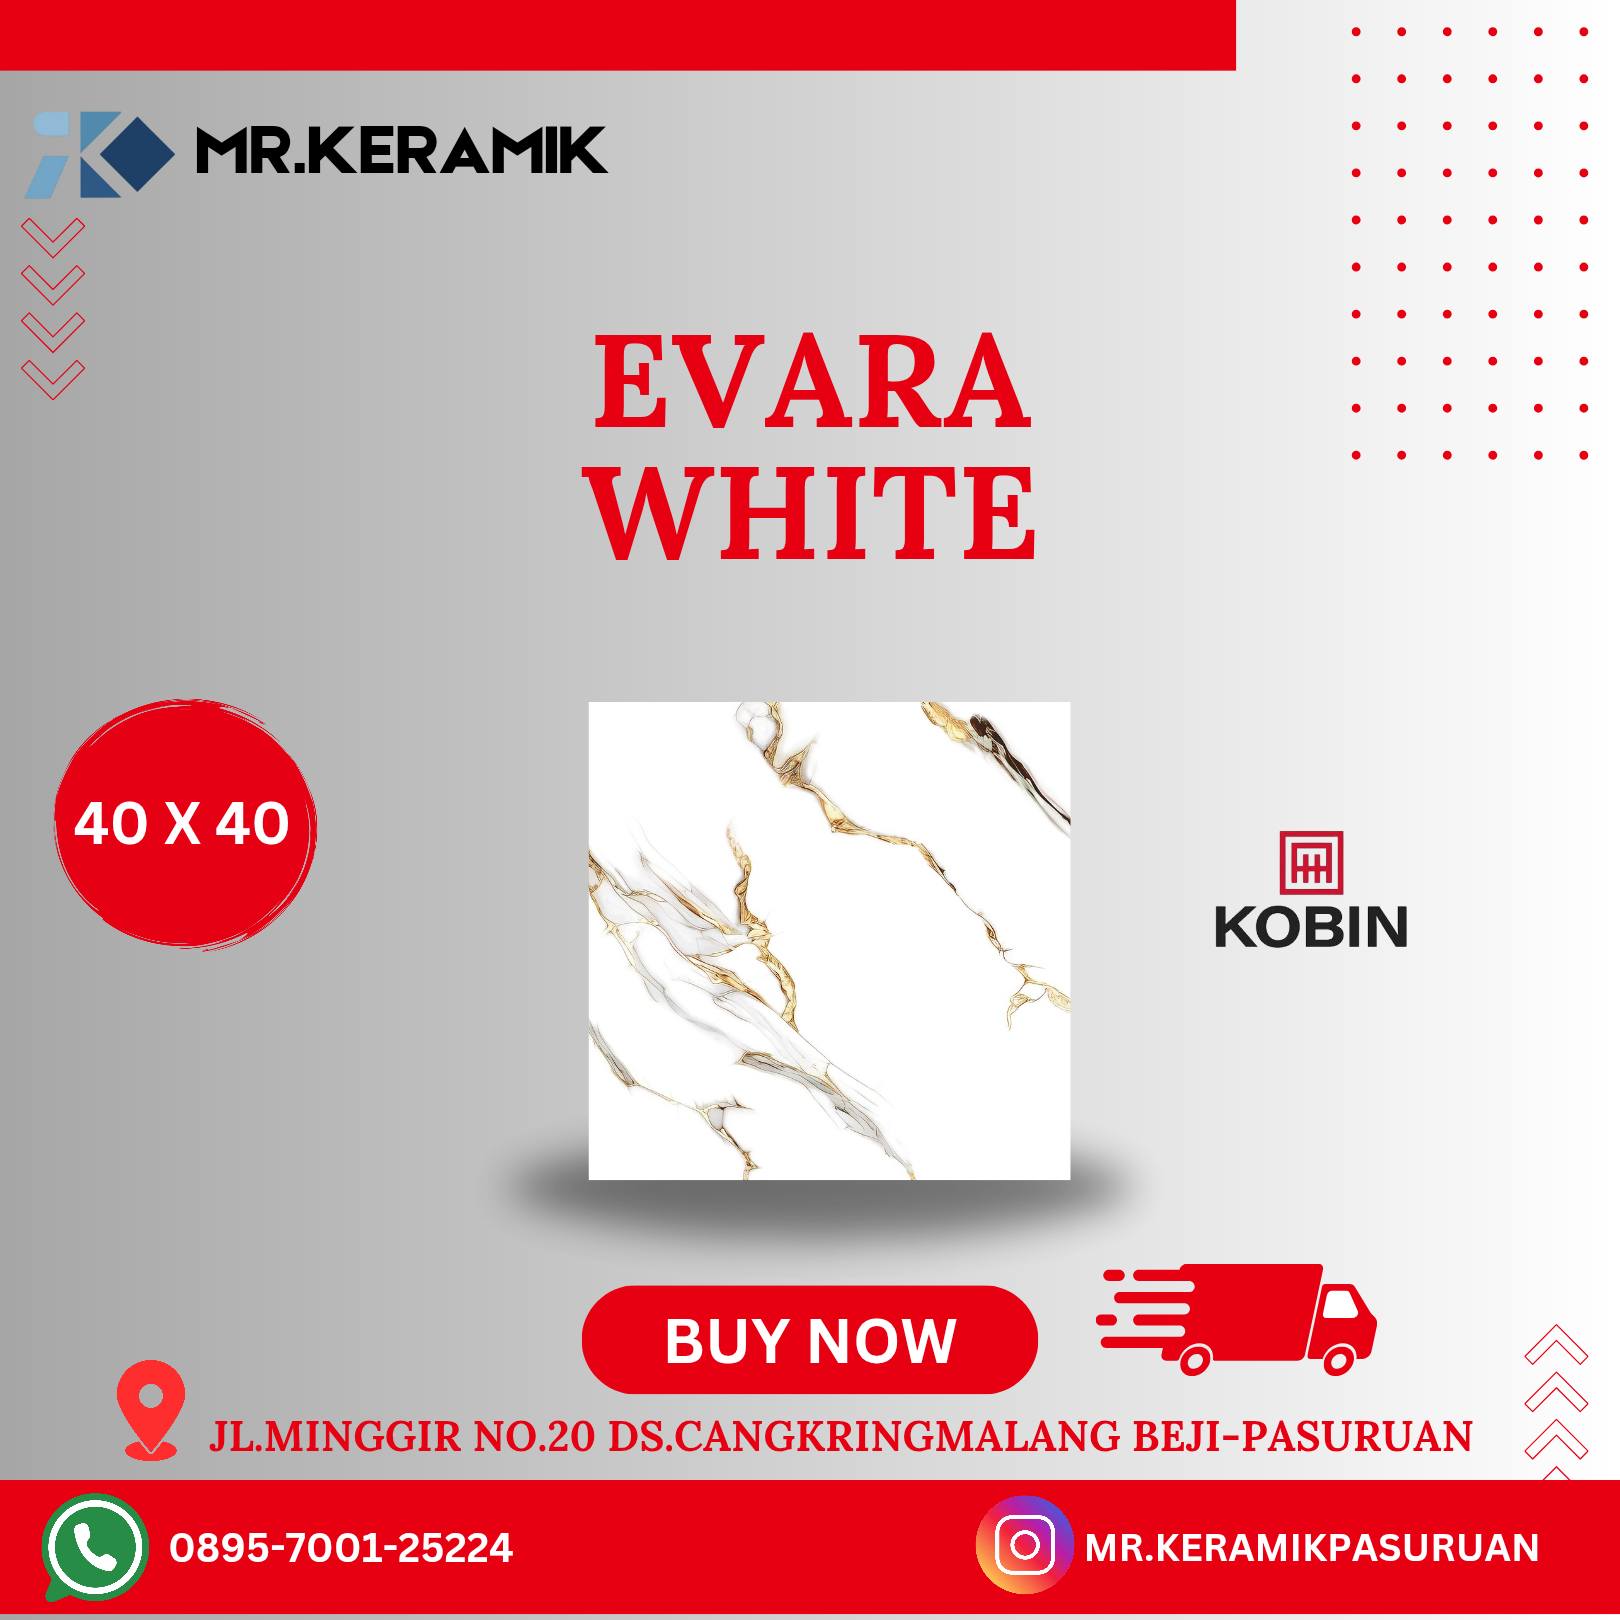 MR.KERAMIK
EVARA
WHITE
40 X 40
KOBIN
BUY NOW
JL.MINGGIR NO.20 DS.CANGKRINGMALANG BEJI-PASURUAN
0895-7001-25224
MR.KERAMIKPASURUAN